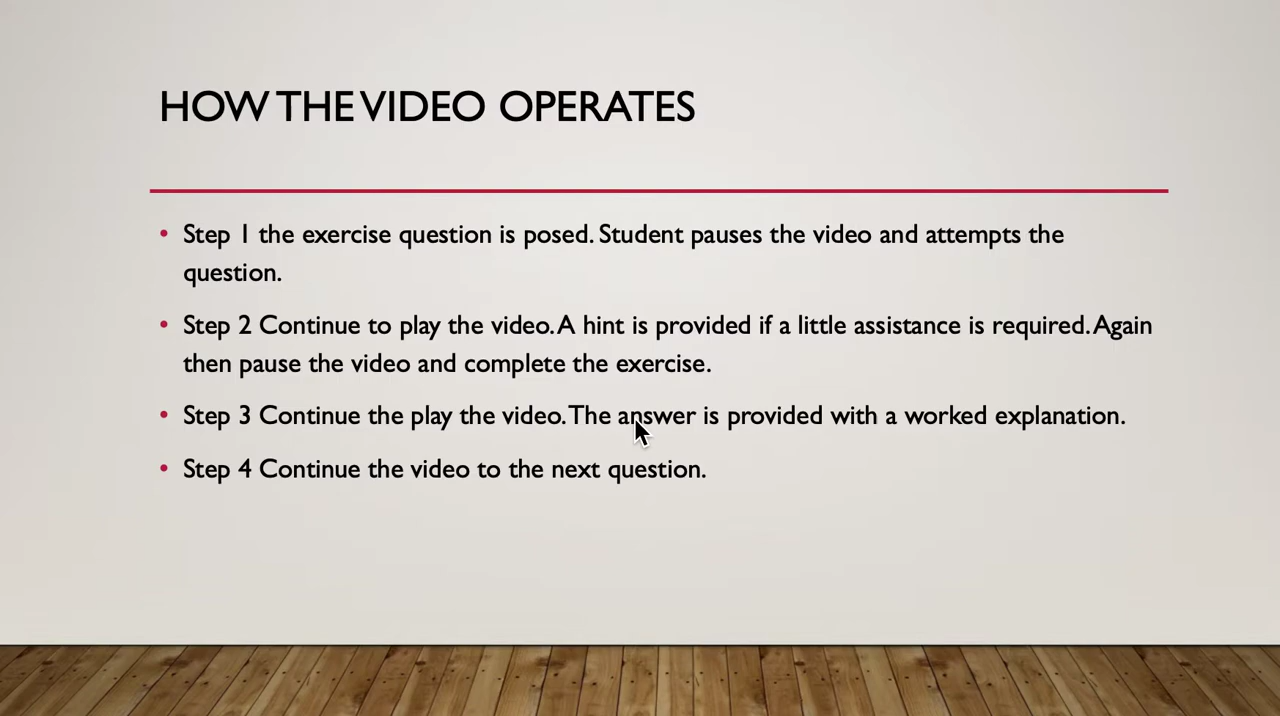 HOW THE VIDEO OPERATES
• Step 1 the exercise question is posed. Student pauses the video and attempts the
question.
• Step 2 Continue to play the video. A hint is provided if a little assistance is required. Again
then pause the video and complete the exercise.
• Step 3 Continue the play the video. The answer is provided with a worked explanation.
• Step 4 Continue the video to the next question.